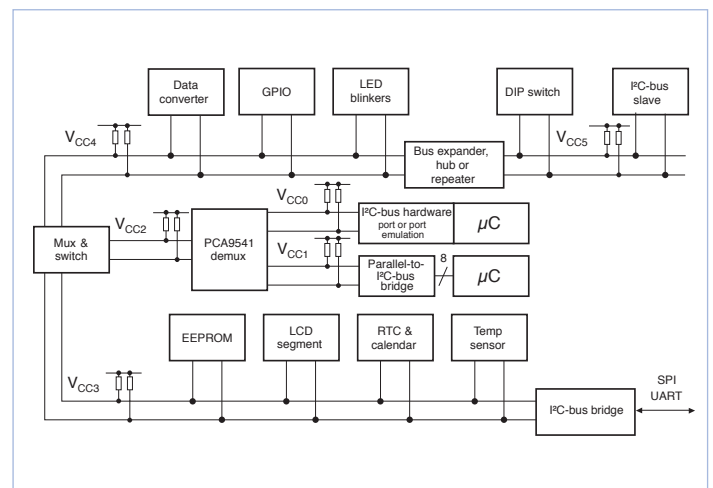 Data
converter
GPIO
LED
blinkers
DIP switch
I²C-bus
slave
VCC4
VCC5
Bus expander,
hub or
repeater
VCC0
I²C-bus hardware
port or port
emulation
µC
VCC2
Mux &
switch
PCA9541
demux
VCC1
Parallel-to-
I²C-bus
bridge
8
µC
EEPROM
LCD
segment
RTC &
calendar
Temp
sensor
VCC3
I²C-bus bridge
SPI
UART